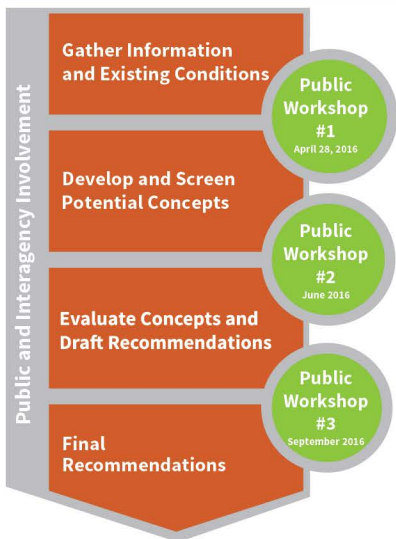 Public and Interagency Involvement
Gather Information
and Existing Conditions
Public
Workshop
#1
April 28, 2016
Develop and Screen
Potential Concepts
Public
Workshop
#2
June 2016
Evaluate Concepts and
Draft Recommendations
Public
Workshop
#3
September 2016
Final
Recommendations